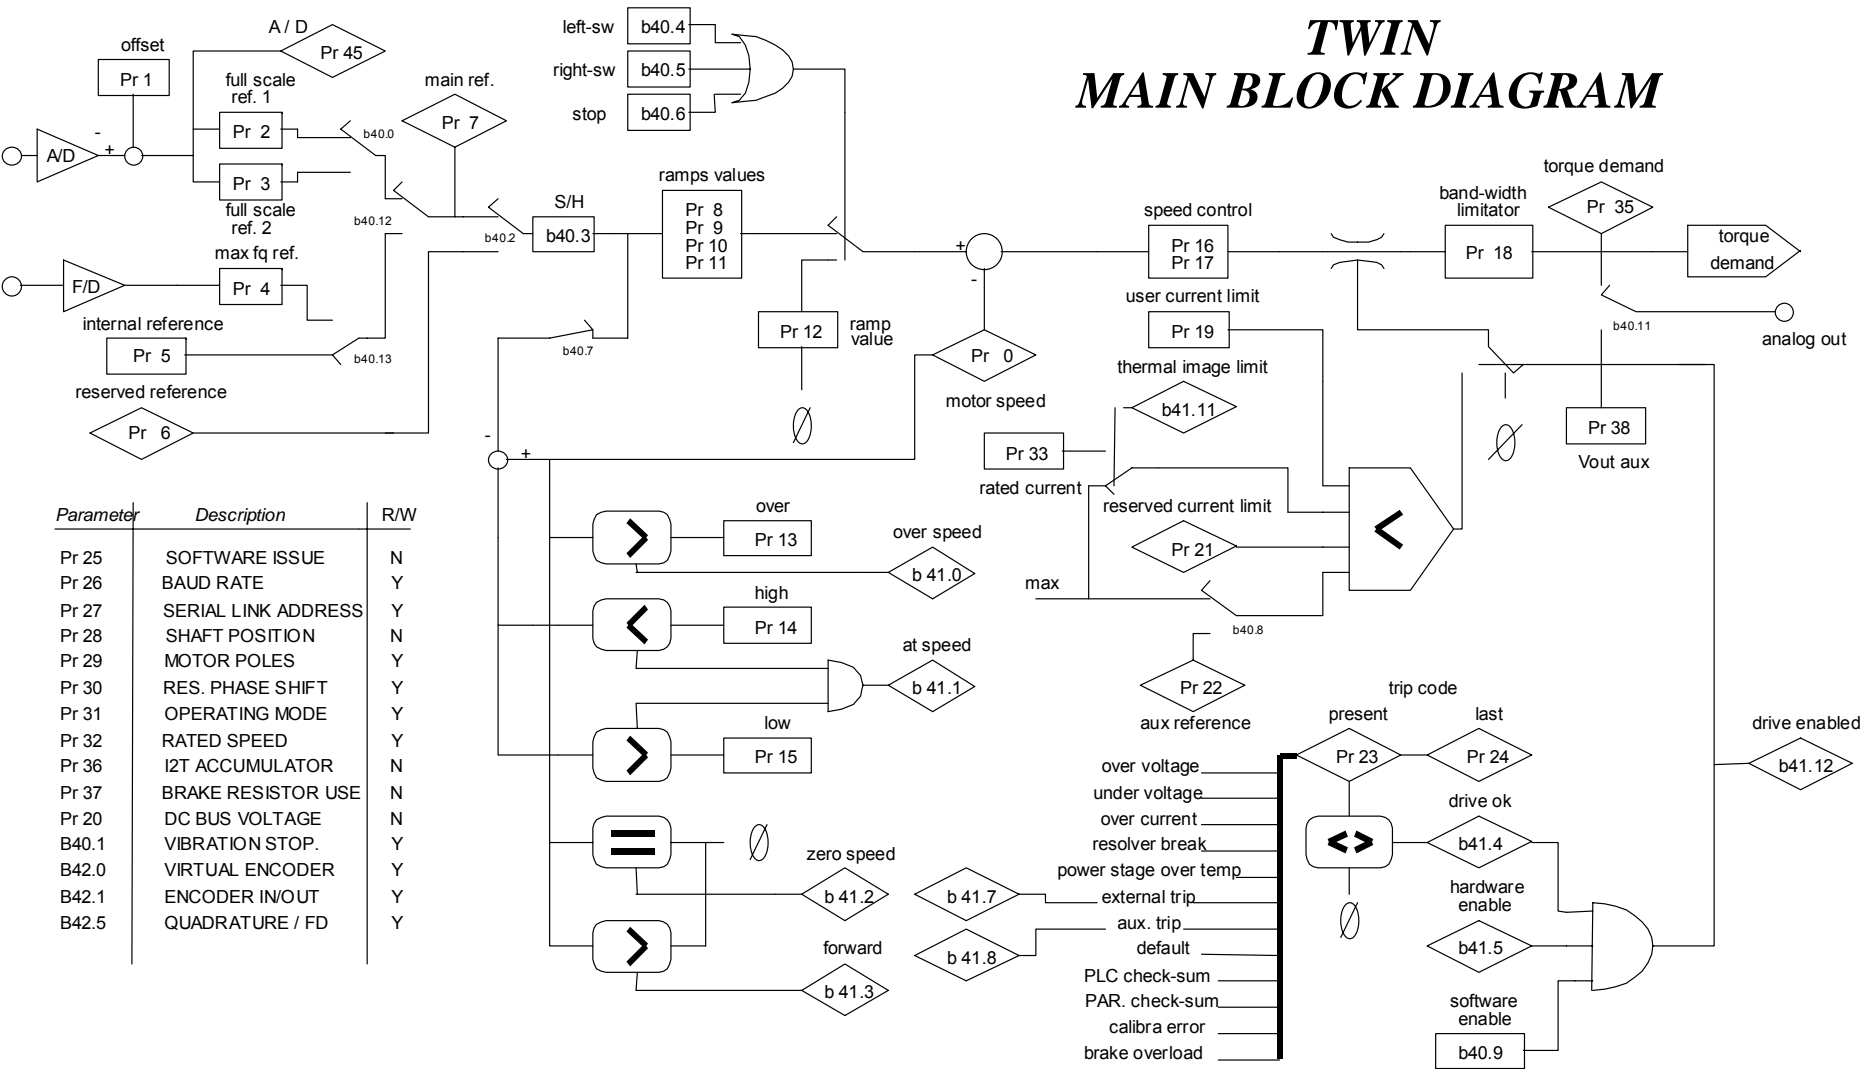 TWIN
MAIN BLOCK DIAGRAM
offset
Pr 1
A / D
Pr 45
full scale
ref. 1
Pr 2
Pr 3
full scale
ref. 2
A/D
-
+
b40.0
b40.12
main ref.
Pr 7
max fq ref.
Pr 4
F/D
internal reference
Pr 5
b40.13
reserved reference
Pr 6
b40.2
S/H
b40.3
b40.7
left-sw
b40.4
right-sw
b40.5
stop
b40.6
ramps values
Pr 8
Pr 9
Pr 10
Pr 11
Pr 12
ramp
value
+
-
Pr 0
motor speed
speed control
Pr 16
Pr 17
band-width
limitator
Pr 18
torque demand
Pr 35
torque
demand
b40.11
analog out
user current limit
Pr 19
thermal image limit
b41.11
Pr 33
rated current
reserved current limit
Pr 21
max
b40.8
Pr 22
aux reference
<
Pr 38
Vout aux
-
+
over
>
Pr 13
over speed
b 41.0
high
<
Pr 14
at speed
b 41.1
low
>
Pr 15
=
zero speed
b 41.2
>
forward
b 41.3
Parameter Description R/W
Pr 25 SOFTWARE ISSUE N
Pr 26 BAUD RATE Y
Pr 27 SERIAL LINK ADDRESS Y
Pr 28 SHAFT POSITION N
Pr 29 MOTOR POLES Y
Pr 30 RES. PHASE SHIFT Y
Pr 31 OPERATING MODE Y
Pr 32 RATED SPEED Y
Pr 36 I2T ACCUMULATOR N
Pr 37 BRAKE RESISTOR USE N
Pr 20 DC BUS VOLTAGE N
B40.1 VIBRATION STOP. Y
B42.0 VIRTUAL ENCODER Y
B42.1 ENCODER IN/OUT Y
B42.5 QUADRATURE / FD Y
b 41.7
b 41.8
over voltage
under voltage
over current
resolver break
power stage over temp
external trip
aux. trip
default
PLC check-sum
PAR. check-sum
calibra error
brake overload
trip code
present
last
Pr 23
Pr 24
< >
drive ok
b41.4
hardware
enable
b41.5
software
enable
b40.9
drive enabled
b41.12